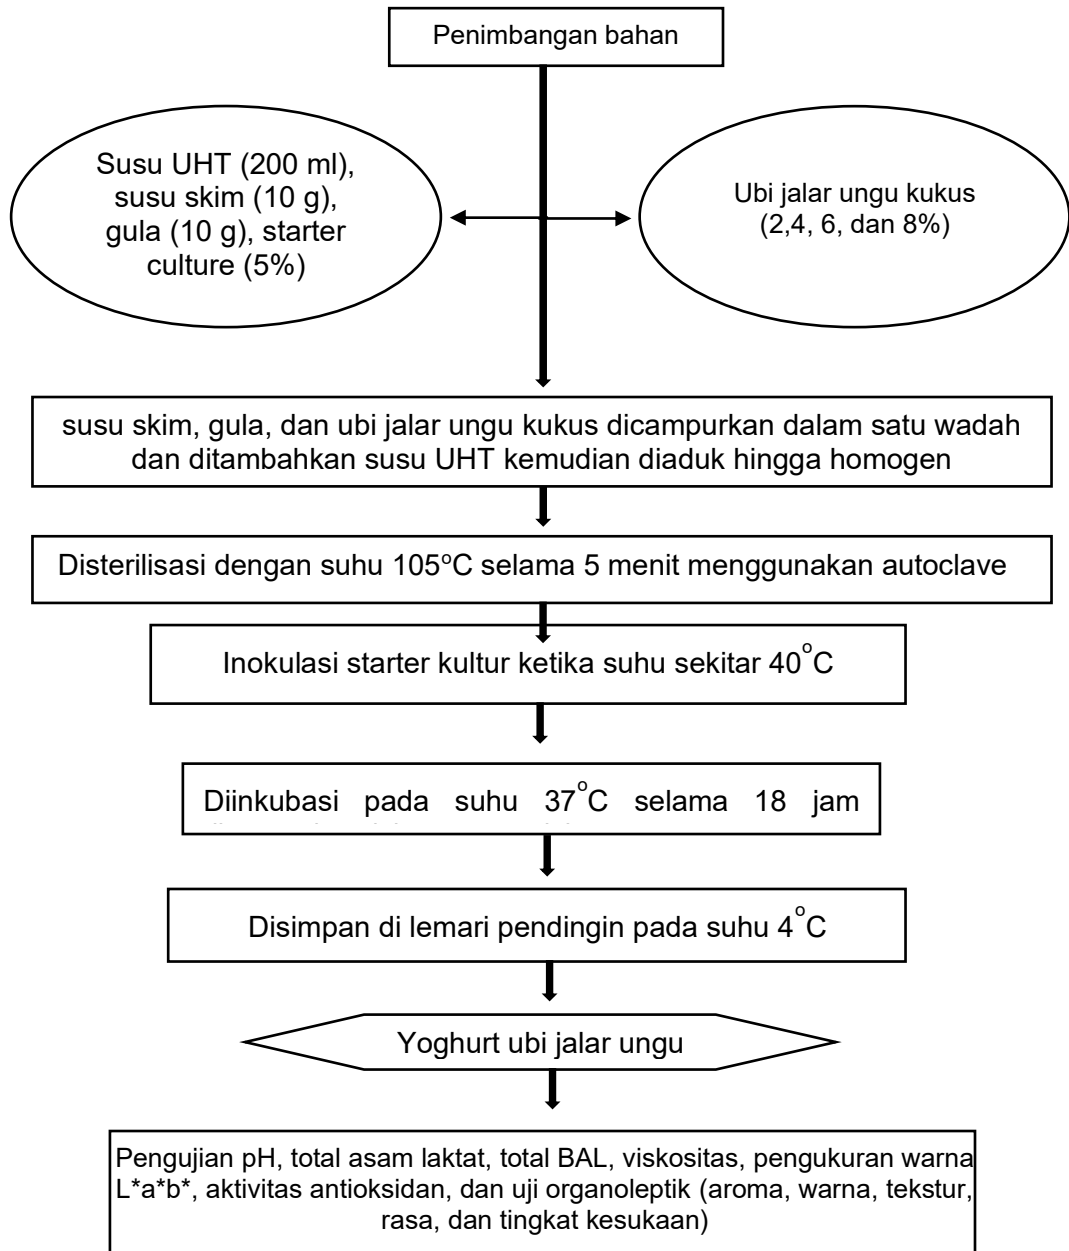 Penimbangan bahan
Susu UHT (200 ml),
susu skim (10 g),
gula (10 g), starter
culture (5%)
Ubi jalar ungu kukus
(2,4, 6, dan 8%)
susu skim, gula, dan ubi jalar ungu kukus dicampurkan dalam satu wadah
dan ditambahkan susu UHT kemudian diaduk hingga homogen
Disterilisasi dengan suhu 105°C selama 5 menit menggunakan autoclave
Inokulasi starter kultur ketika suhu sekitar 40°C
Diinkubasi pada suhu 37°C selama 18 jam
Disimpan di lemari pendingin pada suhu 4°C
Yoghurt ubi jalar ungu
Pengujian pH, total asam laktat, total BAL, viskositas, pengukuran warna
L*a*b*, aktivitas antioksidan, dan uji organoleptik (aroma, warna, tekstur,
rasa, dan tingkat kesukaan)